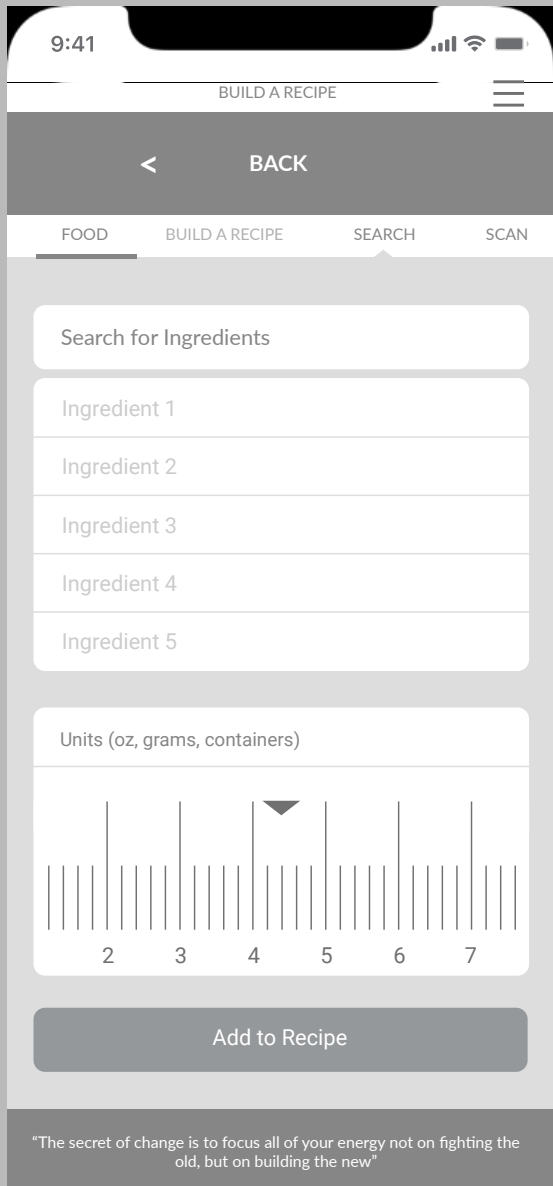 9:41
BUILD A RECIPE
< BACK
FOOD BUILD A RECIPE SEARCH SCAN
Search for Ingredients
Ingredient 1
Ingredient 2
Ingredient 3
Ingredient 4
Ingredient 5
Units (oz, grams, containers)
2 3 4 5 6 7
Add to Recipe
“The secret of change is to focus all of your energy not on fighting the
old, but on building the new”